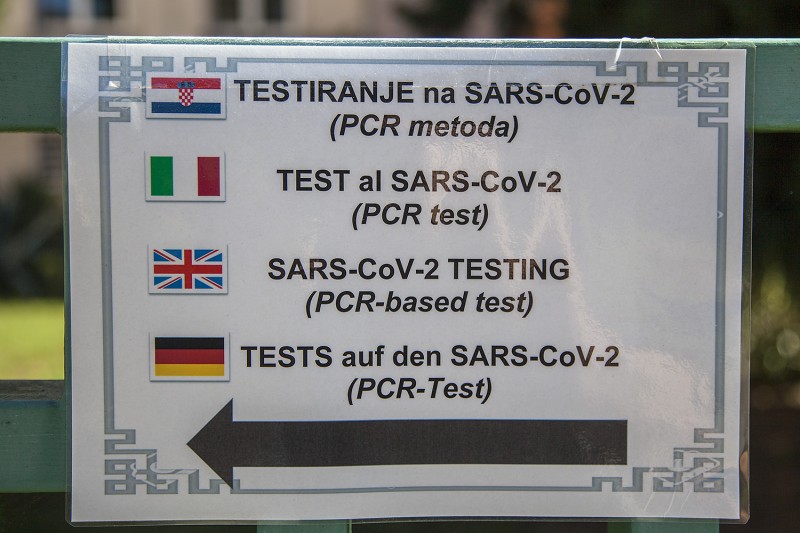 TESTIRANJE na SARS-CoV-2
(PCR metoda)
TEST al SARS-CoV-2
(PCR test)
SARS-CoV-2 TESTING
(PCR-based test)
TESTS auf den SARS-CoV-2
(PCR-Test)